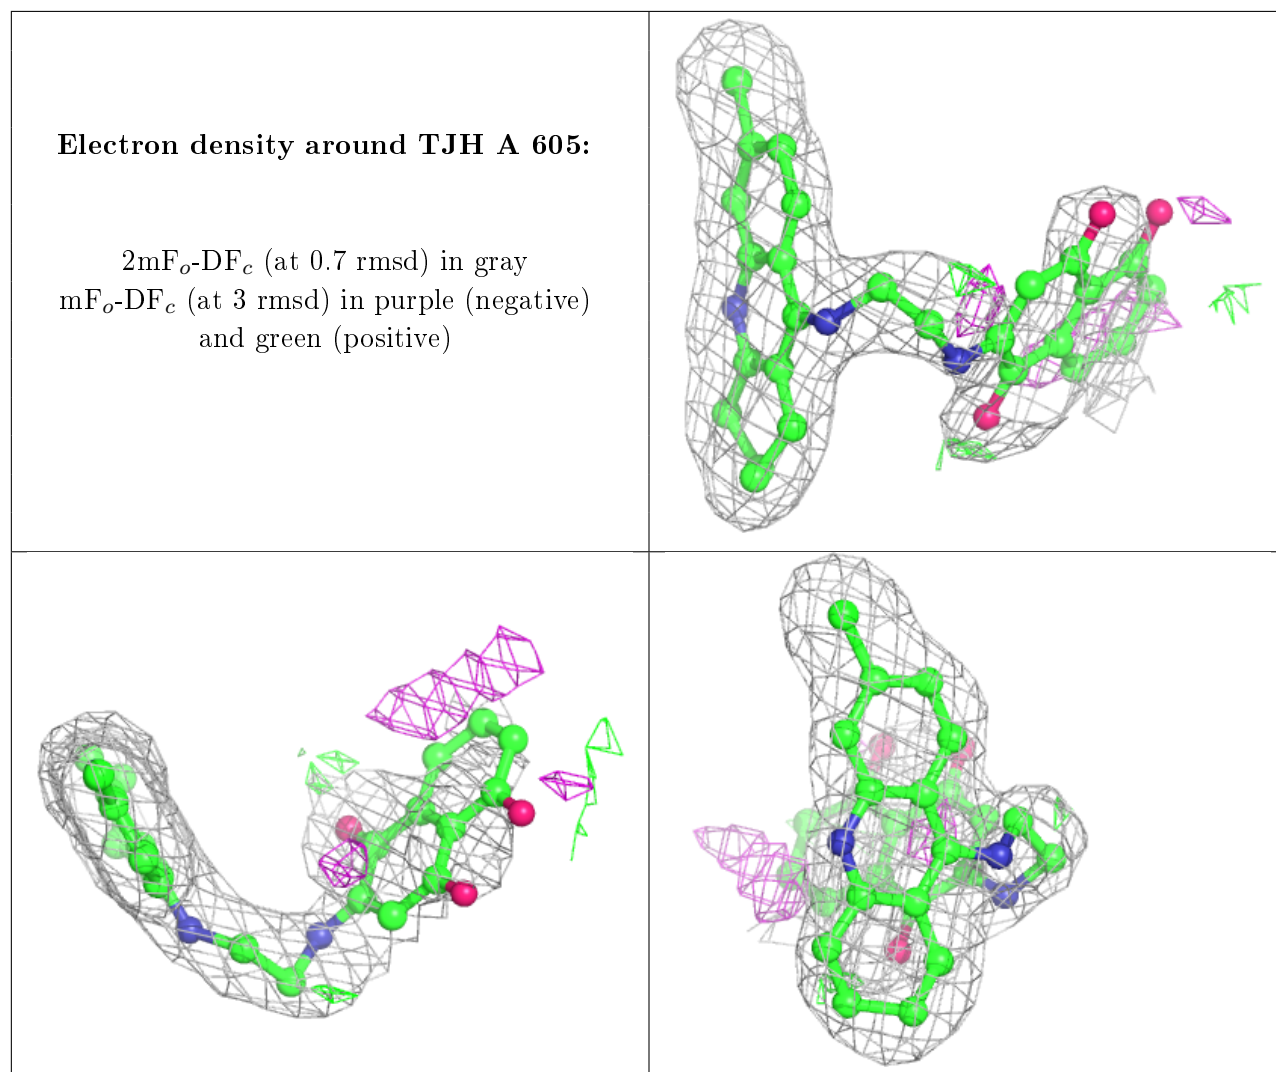 Electron density around TJH A 605:
2mFo-DFc (at 0.7 rmsd) in gray
mFo-DFc (at 3 rmsd) in purple (negative)
and green (positive)